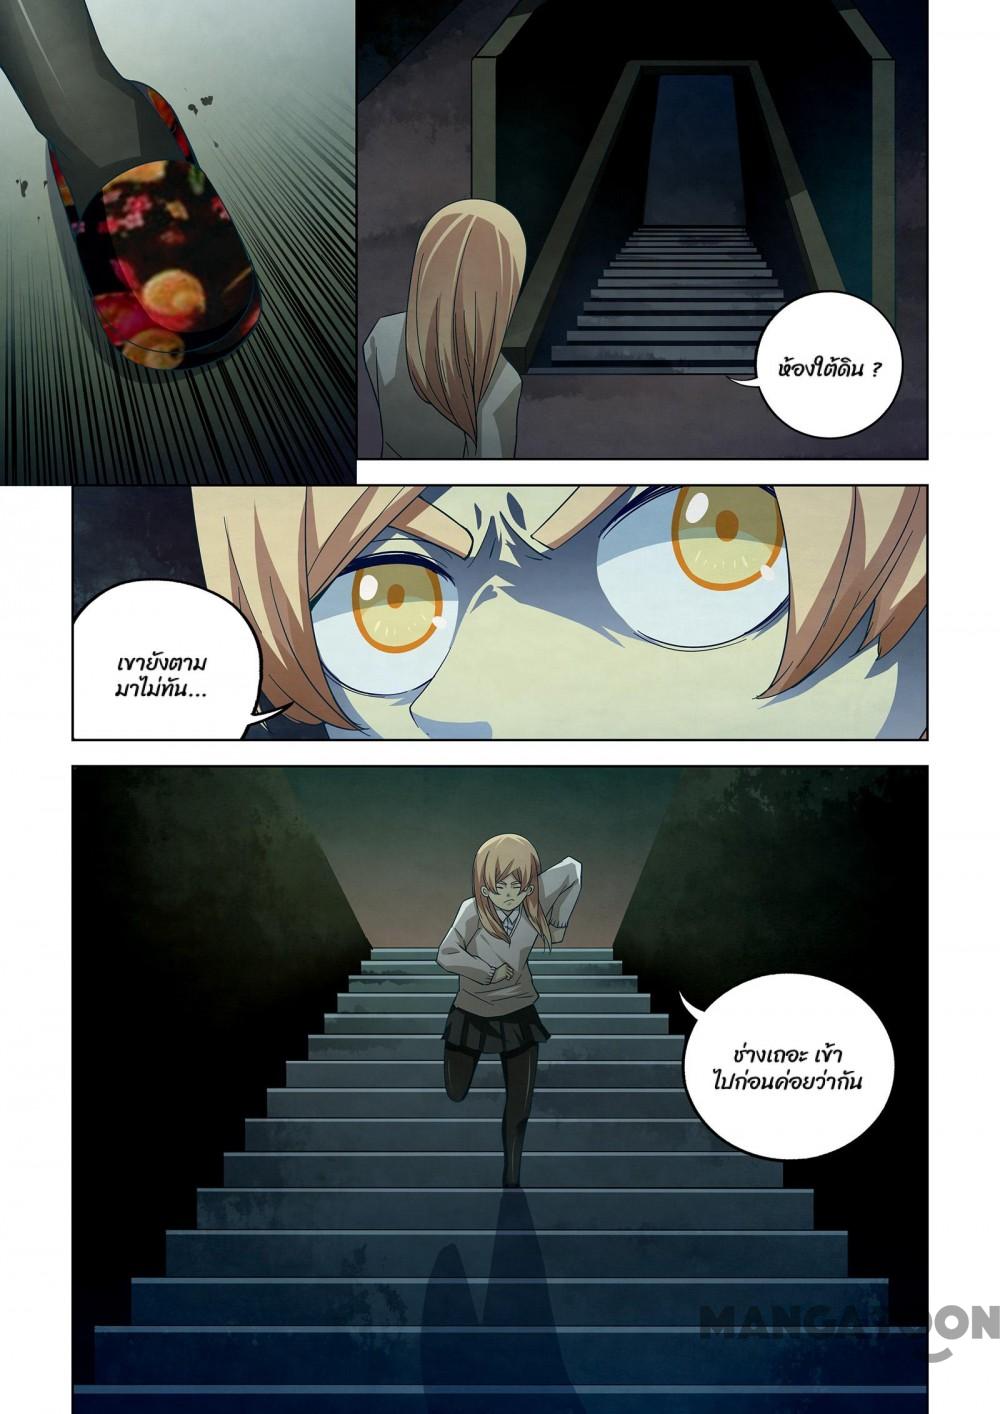 ห้องใต้ดิน ?
เขายังตาม
มาไม่ทัน...
ช่างเถอะ เข้า
ไปก่อนค่อยว่ากัน
MANGATOON